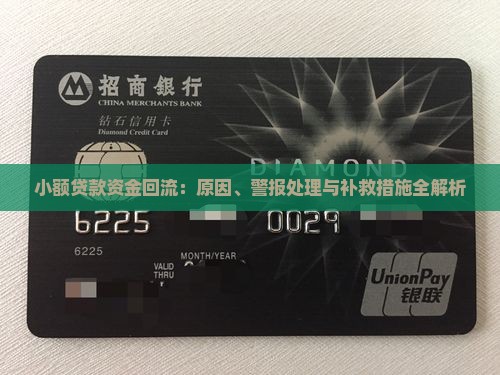 招商銀行
CHINA MERCHANTS BANK
钻石信用卡
Diamond Credit Card
DIAMOND
小额贷款资金回流：原因、警报处理与补救措施全解析
6225 0029
6225
MONTH/YEAR
VALID
THRU
UnionPay
银联